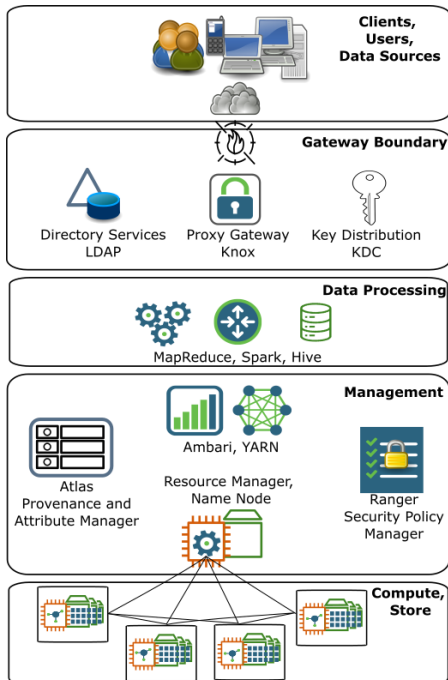 Clients,
Users,
Data Sources
Gateway Boundary
Directory Services
LDAP
Proxy Gateway
Knox
Key Distribution
KDC
Data Processing
MapReduce, Spark, Hive
Management
Ambari, YARN
Atlas
Provenance and
Attribute Manager
Resource Manager,
Name Node
Ranger
Security Policy
Manager
Compute,
Store